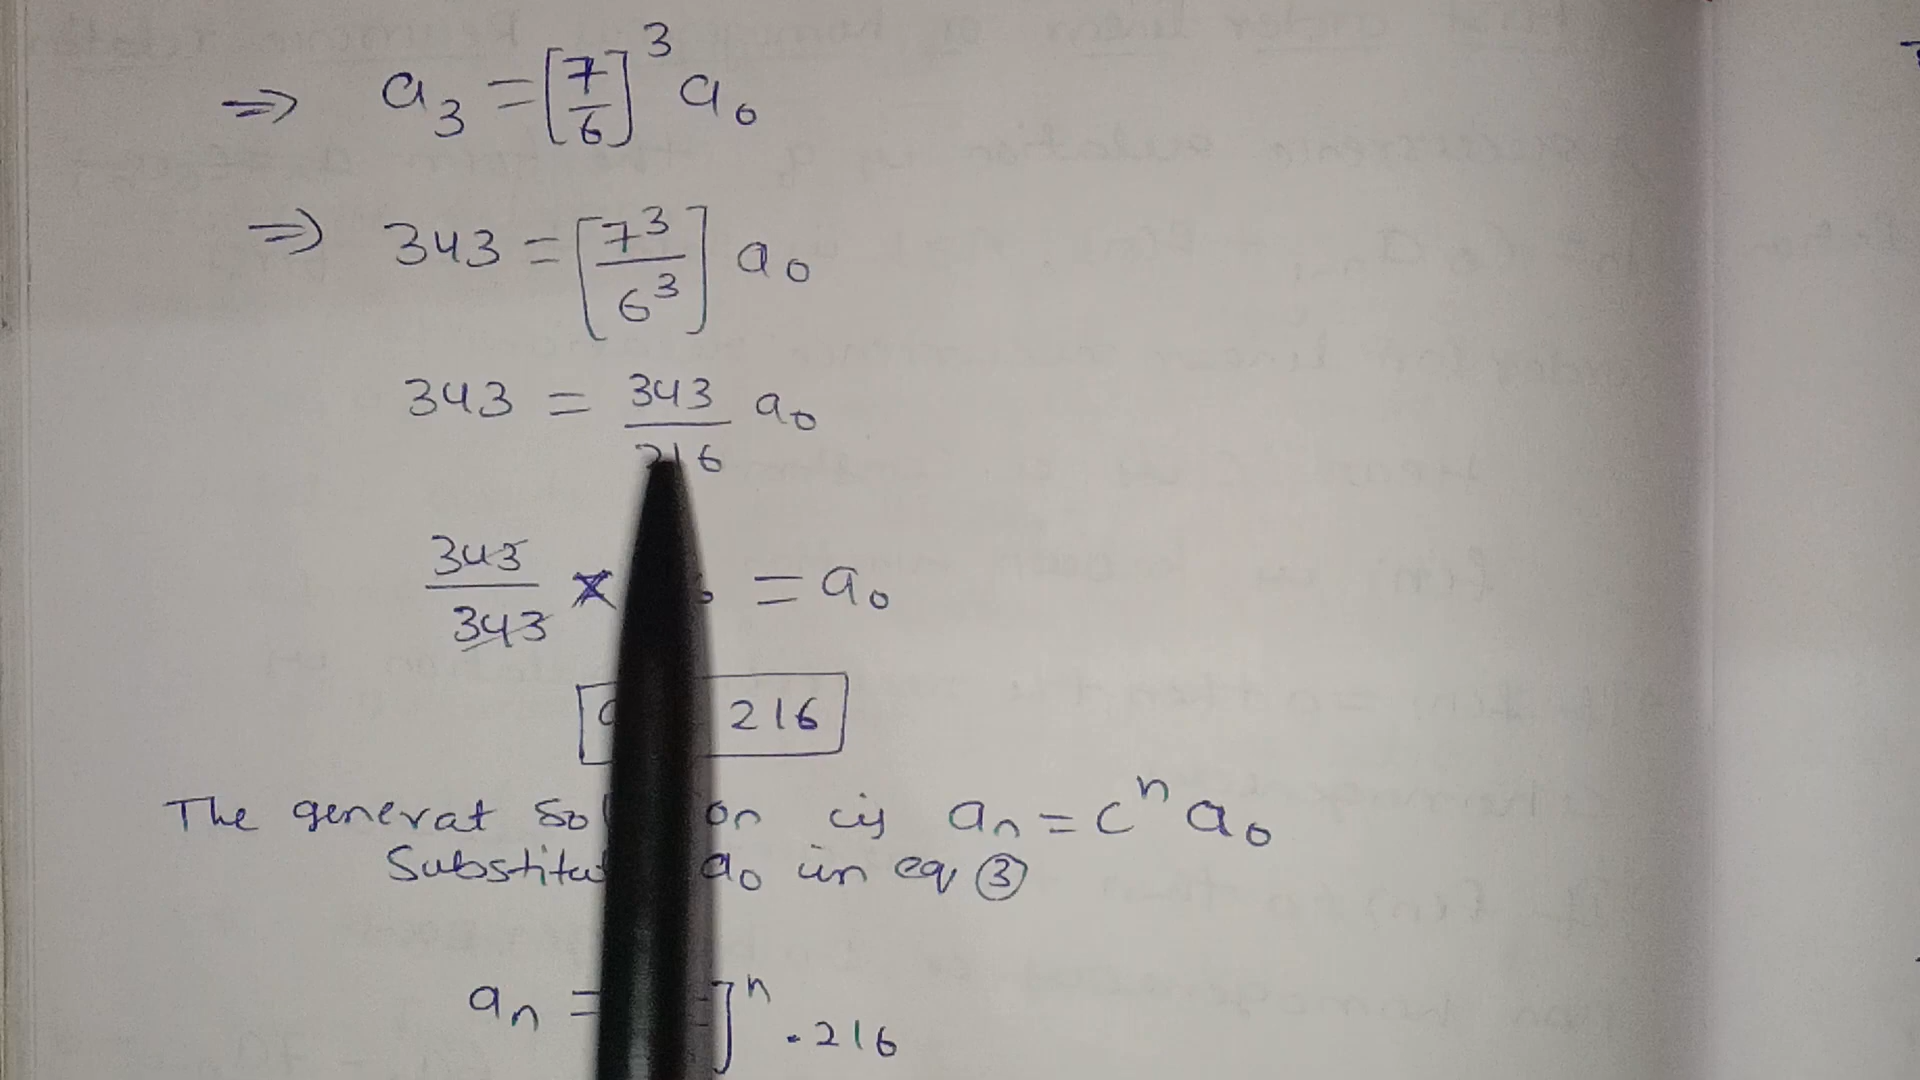 ⇒ a₃ = [7/6]³ a₀
⇒ 343 = [7³/6³] a₀
343 = 343/216 a₀
343/343 × = a₀
216
The generat on is aₙ = cⁿ a₀
a₀ in eq ③
aₙ = ]ⁿ . 216